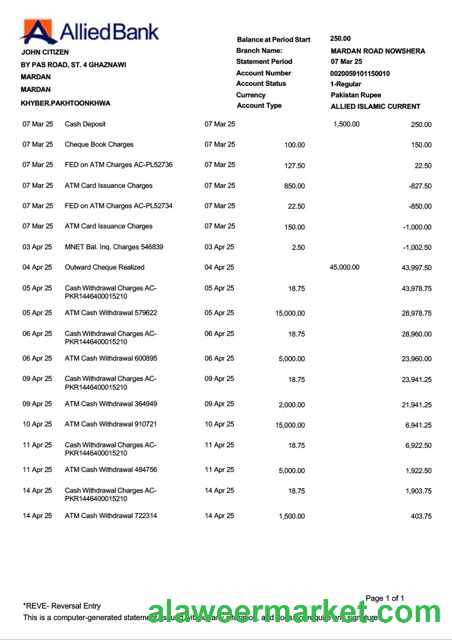 AlliedBank
JOHN CITIZEN
BY PAS ROAD, ST. 4 GHAZNAWI
MARDAN
MARDAN
KHYBER.PAKHTOONKHWA
Balance at Period Start 250.00
Branch Name: MARDAN ROAD NOWSHERA
Statement Period 07 Mar 25
Account Number 0020059101150010
Account Status 1-Regular
Currency Pakistan Rupee
Account Type ALLIED ISLAMIC CURRENT
07 Mar 25 Cash Deposit 07 Mar 25 1,500.00 250.00
07 Mar 25 Cheque Book Charges 07 Mar 25 100.00 150.00
07 Mar 25 FED on ATM Charges AC-PL52736 07 Mar 25 127.50 22.50
07 Mar 25 ATM Card Issuance Charges 07 Mar 25 850.00 -827.50
07 Mar 25 FED on ATM Charges AC-PL52734 07 Mar 25 22.50 -850.00
07 Mar 25 ATM Card Issuance Charges 07 Mar 25 150.00 -1,000.00
03 Apr 25 MNET Bal. Inq. Charges 546839 03 Apr 25 2.50 -1,002.50
04 Apr 25 Outward Cheque Realized 04 Apr 25 45,000.00 43,997.50
05 Apr 25 Cash Withdrawal Charges AC- 05 Apr 25 18.75 43,978.75
PKR1446400015210
05 Apr 25 ATM Cash Withdrawal 579622 05 Apr 25 15,000.00 28,978.75
06 Apr 25 Cash Withdrawal Charges AC- 06 Apr 25 18.75 28,960.00
PKR1446400015210
06 Apr 25 ATM Cash Withdrawal 600895 06 Apr 25 5,000.00 23,960.00
09 Apr 25 Cash Withdrawal Charges AC- 09 Apr 25 18.75 23,941.25
PKR1446400015210
09 Apr 25 ATM Cash Withdrawal 364949 09 Apr 25 2,000.00 21,941.25
10 Apr 25 ATM Cash Withdrawal 910721 10 Apr 25 15,000.00 6,941.25
11 Apr 25 Cash Withdrawal Charges AC- 11 Apr 25 18.75 6,922.50
PKR1446400015210
11 Apr 25 ATM Cash Withdrawal 484756 11 Apr 25 5,000.00 1,922.50
14 Apr 25 Cash Withdrawal Charges AC- 14 Apr 25 18.75 1,903.75
PKR1446400015210
14 Apr 25 ATM Cash Withdrawal 722314 14 Apr 25 1,500.00 403.75
Page 1 of 1
*REVE- Reversal Entry
alaweermarket.com
This is a computer-generated statement